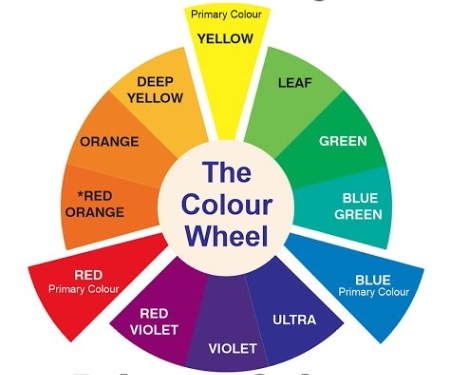 Primary Colour
YELLOW
DEEP
YELLOW
LEAF
ORANGE
GREEN
*RED
ORANGE
BLUE
GREEN
The
Colour
Wheel
RED
Primary Colour
BLUE
Primary Colour
RED
VIOLET
VIOLET
ULTRA